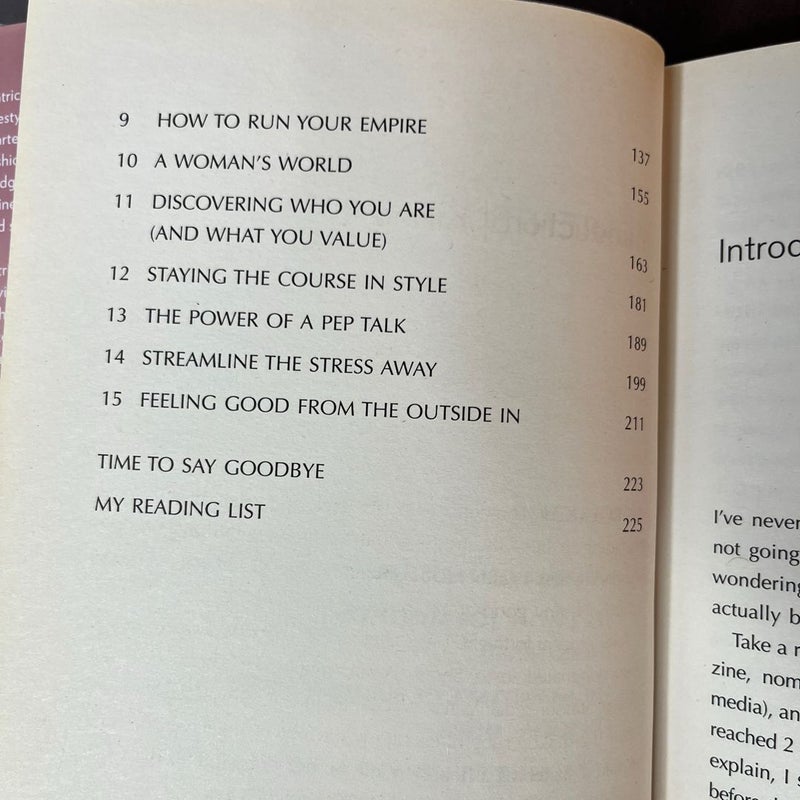 9 HOW TO RUN YOUR EMPIRE 137
10 A WOMAN'S WORLD 155
11 DISCOVERING WHO YOU ARE
(AND WHAT YOU VALUE) 163
12 STAYING THE COURSE IN STYLE 181
13 THE POWER OF A PEP TALK 189
14 STREAMLINE THE STRESS AWAY 199
15 FEELING GOOD FROM THE OUTSIDE IN 211
TIME TO SAY GOODBYE 223
MY READING LIST 225
Introd
I've never
not going
wondering
actually b
Take a r
zine, nom
media), an
reached 2
explain, I s
before